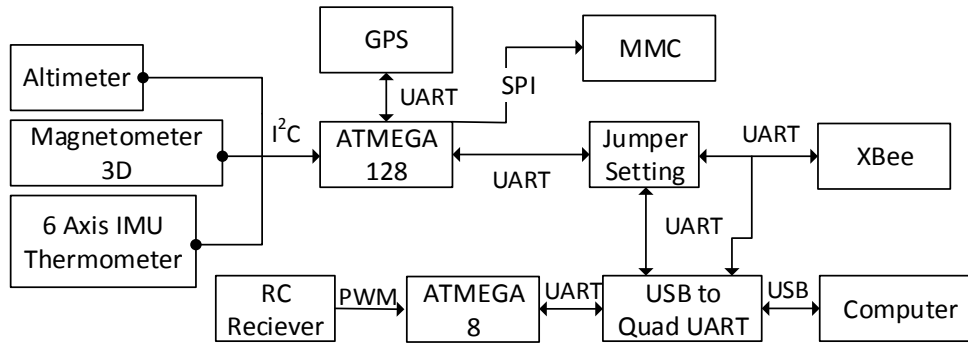 GPS
MMC
Altimeter
UART
SPI
Magnetometer
3D
I²C
ATMEGA
128
UART
Jumper
Setting
UART
XBee
6 Axis IMU
Thermometer
UART
RC
Reciever
PWM
ATMEGA
8
UART
USB to
Quad UART
USB
Computer